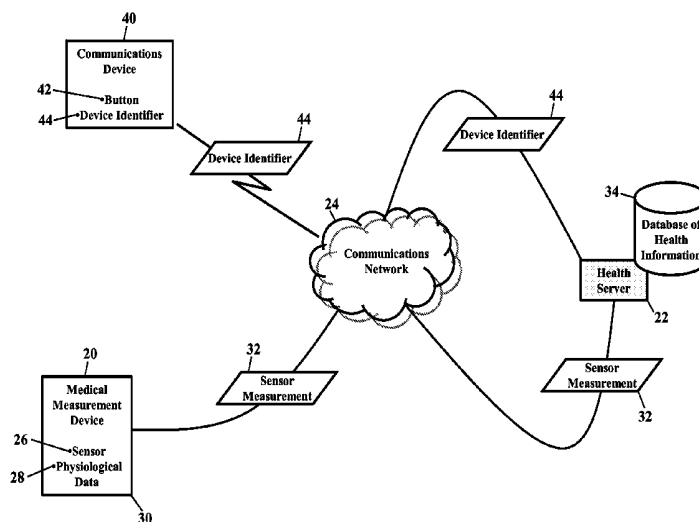 40
Communications
Device
42
•Button
44
•Device Identifier
44
Device Identifier
44
Device Identifier
34
Database of
Health
Information
24
Communications
Network
Health
Server
22
20
Medical
Measurement
Device
26
•Sensor
28
•Physiological
Data
30
32
Sensor
Measurement
Sensor
Measurement
32